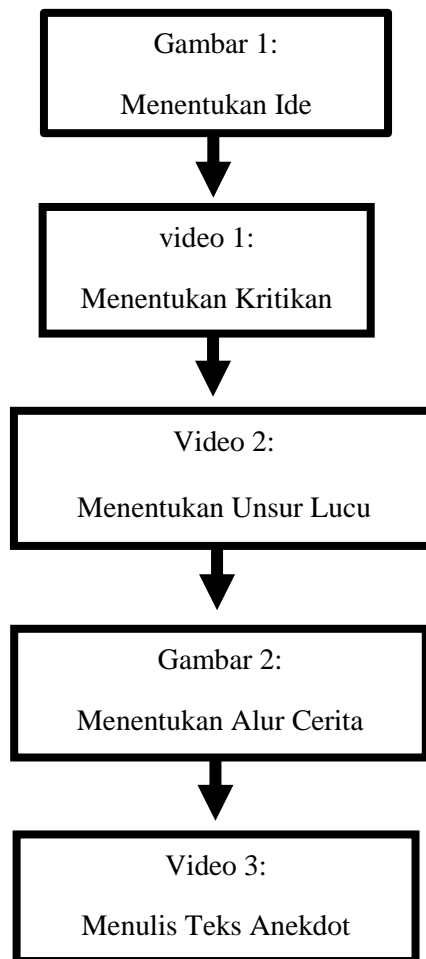 Gambar 1:
Menentukan Ide
video 1:
Menentukan Kritikan
Video 2:
Menentukan Unsur Lucu
Gambar 2:
Menentukan Alur Cerita
Video 3:
Menulis Teks Anekdot